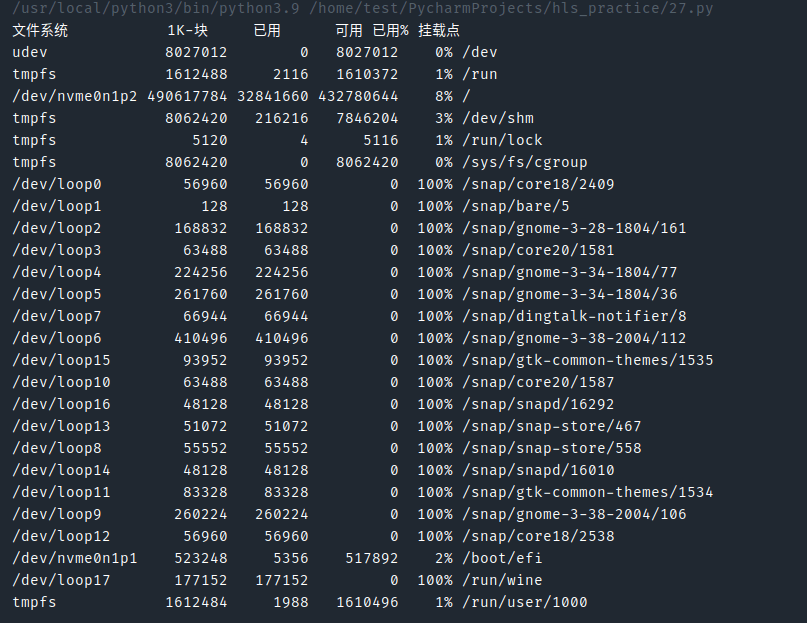 /usr/local/python3/bin/python3.9 /home/test/PycharmProjects/hls_practice/27.py
文件系统 1K-块 已用 可用 已用% 挂载点
udev 8027012 0 8027012 0% /dev
tmpfs 1612488 2116 1610372 1% /run
/dev/nvme0n1p2 490617784 32841660 432780644 8% /
tmpfs 8062420 216216 7846204 3% /dev/shm
tmpfs 5120 4 5116 1% /run/lock
tmpfs 8062420 0 8062420 0% /sys/fs/cgroup
/dev/loop0 56960 56960 0 100% /snap/core18/2409
/dev/loop1 128 128 0 100% /snap/bare/5
/dev/loop2 168832 168832 0 100% /snap/gnome-3-28-1804/161
/dev/loop3 63488 63488 0 100% /snap/core20/1581
/dev/loop4 224256 224256 0 100% /snap/gnome-3-34-1804/77
/dev/loop5 261760 261760 0 100% /snap/gnome-3-34-1804/36
/dev/loop7 66944 66944 0 100% /snap/dingtalk-notifier/8
/dev/loop6 410496 410496 0 100% /snap/gnome-3-38-2004/112
/dev/loop15 93952 93952 0 100% /snap/gtk-common-themes/1535
/dev/loop10 63488 63488 0 100% /snap/core20/1587
/dev/loop16 48128 48128 0 100% /snap/snapd/16292
/dev/loop13 51072 51072 0 100% /snap/snap-store/467
/dev/loop8 55552 55552 0 100% /snap/snap-store/558
/dev/loop14 48128 48128 0 100% /snap/snapd/16010
/dev/loop11 83328 83328 0 100% /snap/gtk-common-themes/1534
/dev/loop9 260224 260224 0 100% /snap/gnome-3-38-2004/106
/dev/loop12 56960 56960 0 100% /snap/core18/2538
/dev/nvme0n1p1 523248 5356 517892 2% /boot/efi
/dev/loop17 177152 177152 0 100% /run/wine
tmpfs 1612484 1988 1610496 1% /run/user/1000